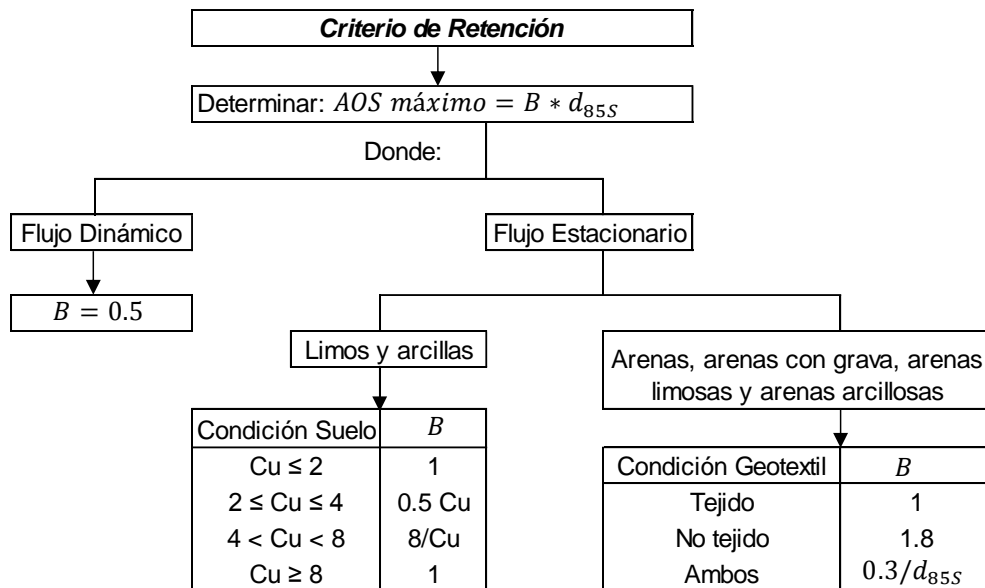 Criterio de Retención
Determinar: AOS máximo = B * d85S
Donde:
Flujo Dinámico
B = 0.5
Flujo Estacionario
Limos y arcillas
Condición Suelo B
Cu ≤ 2 1
2 ≤ Cu ≤ 4 0.5 Cu
4 < Cu < 8 8/Cu
Cu ≥ 8 1
Arenas, arenas con grava, arenas
limosas y arenas arcillosas
Condición Geotextil B
Tejido 1
No tejido 1.8
Ambos 0.3/d85S